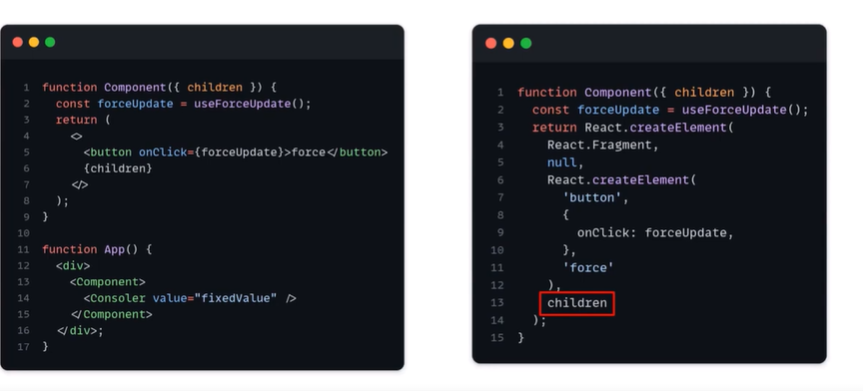 1 function Component({ children }) {
2 const forceUpdate = useForceUpdate();
3 return (
4 <>
5 <button onClick={forceUpdate}>force</button>
6 {children}
7 </>
8 );
9 }
10
11 function App() {
12 <div>
13 <Component>
14 <Consoler value="fixedValue" />
15 </Component>
16 </div>;
17 }
1 function Component({ children }) {
2 const forceUpdate = useForceUpdate();
3 return React.createElement(
4 React.Fragment,
5 null,
6 React.createElement(
7 'button',
8 {
9 onClick: forceUpdate,
10 },
11 'force'
12 ),
13 children
14 );
15 }